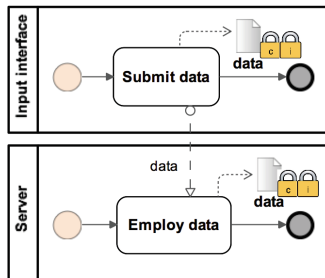 Input interface
Submit data
data
c i
data
Server
Employ data
data
c i